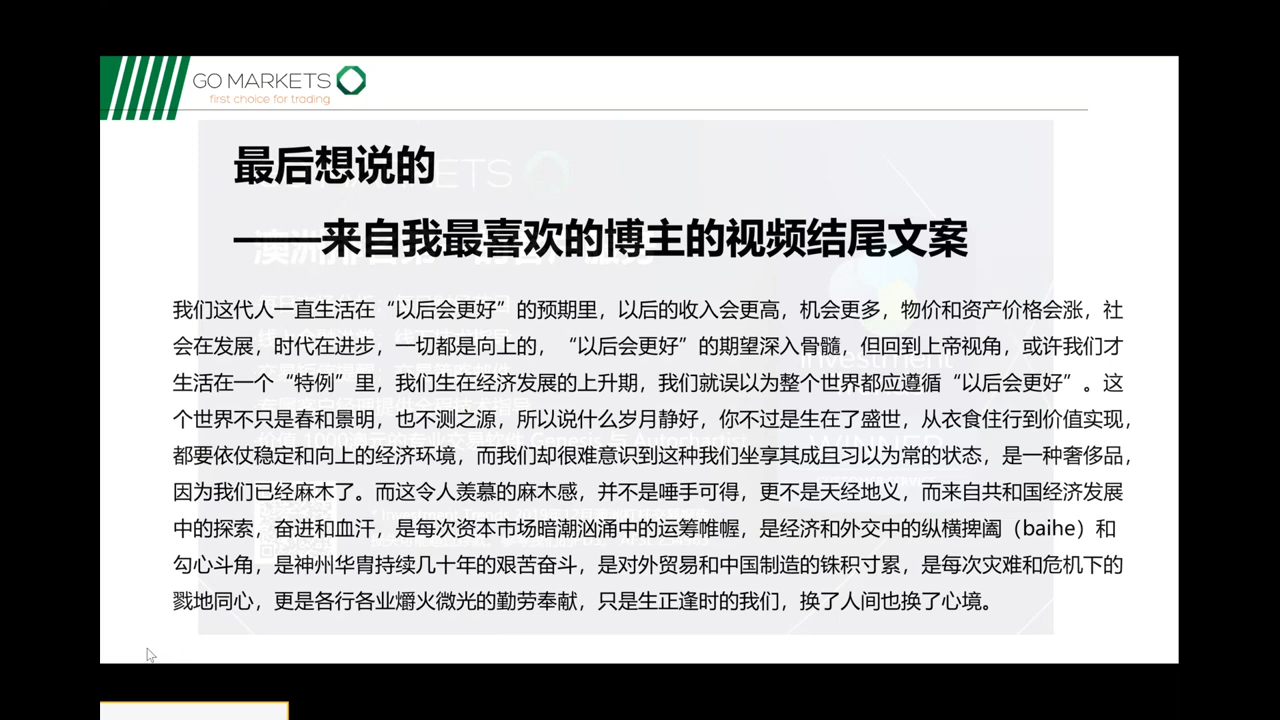 GO MARKETS
first choice for trading
最后想说的
——来自我最喜欢的博主的视频结尾文案
我们这代人一直生活在“以后会更好”的预期里，以后的收入会更高，机会更多，物价和资产价格会涨，社
会在发展，时代在进步，一切都是向上的，“以后会更好”的期望深入骨髓，但回到上帝视角，或许我们才
生活在一个“特例”里，我们生在经济发展的上升期，我们就误以为整个世界都应遵循“以后会更好”。这
个世界不只是春和景明，也不测之源，所以说什么岁月静好，你不过是生在了盛世，从衣食住行到价值实现，
都要依仗稳定和向上的经济环境，而我们却很难意识到这种我们坐享其成且习以为常的状态，是一种奢侈品，
因为我们已经麻木了。而这令人羡慕的麻木感，并不是唾手可得，更不是天经地义，而来自共和国经济发展
中的探索，奋进和血汗，是每次资本市场暗潮汹涌中的运筹帷幄，是经济和外交中的纵横捭阖（baihe）和
勾心斗角，是神州华胄持续几十年的艰苦奋斗，是对外贸易和中国制造的铢积寸累，是每次灾难和危机下的
戮地同心，更是各行各业爝火微光的勤劳奉献，只是生正逢时的我们，换了人间也换了心境。